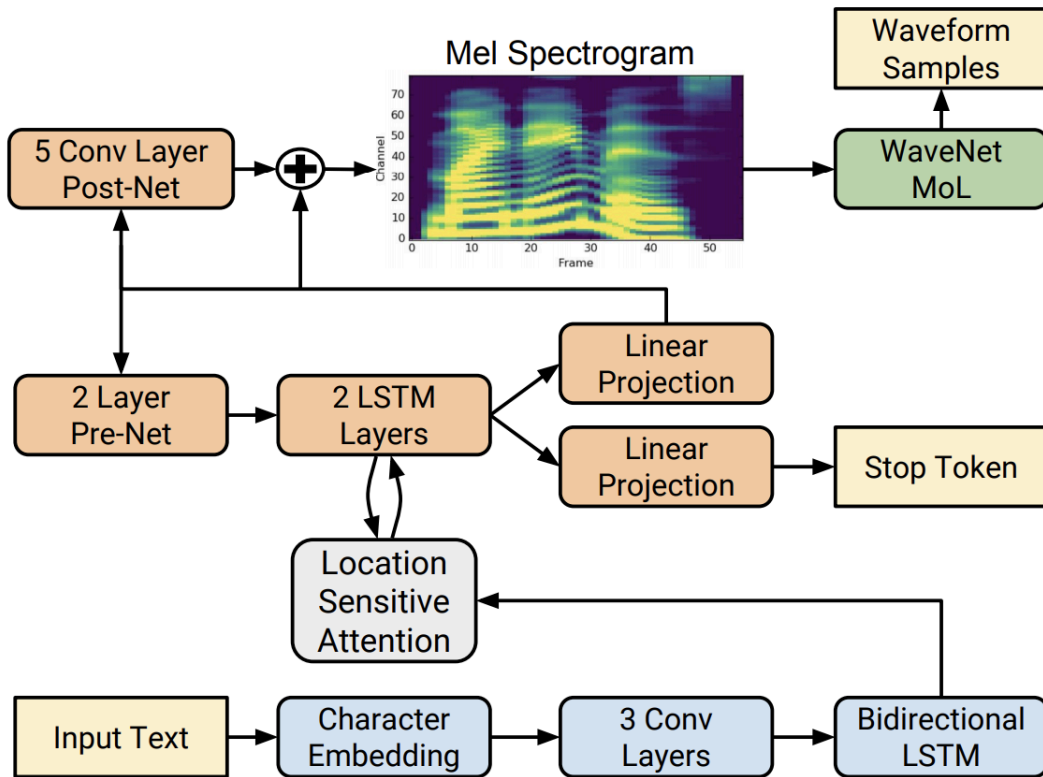 Mel Spectrogram
Waveform
Samples
5 Conv Layer
Post-Net
Channel
70
60
50
40
30
20
10
0
0 10 20 30 40 50
Frame
WaveNet
MoL
2 Layer
Pre-Net
2 LSTM
Layers
Linear
Projection
Linear
Projection
Stop Token
Location
Sensitive
Attention
Input Text
Character
Embedding
3 Conv
Layers
Bidirectional
LSTM